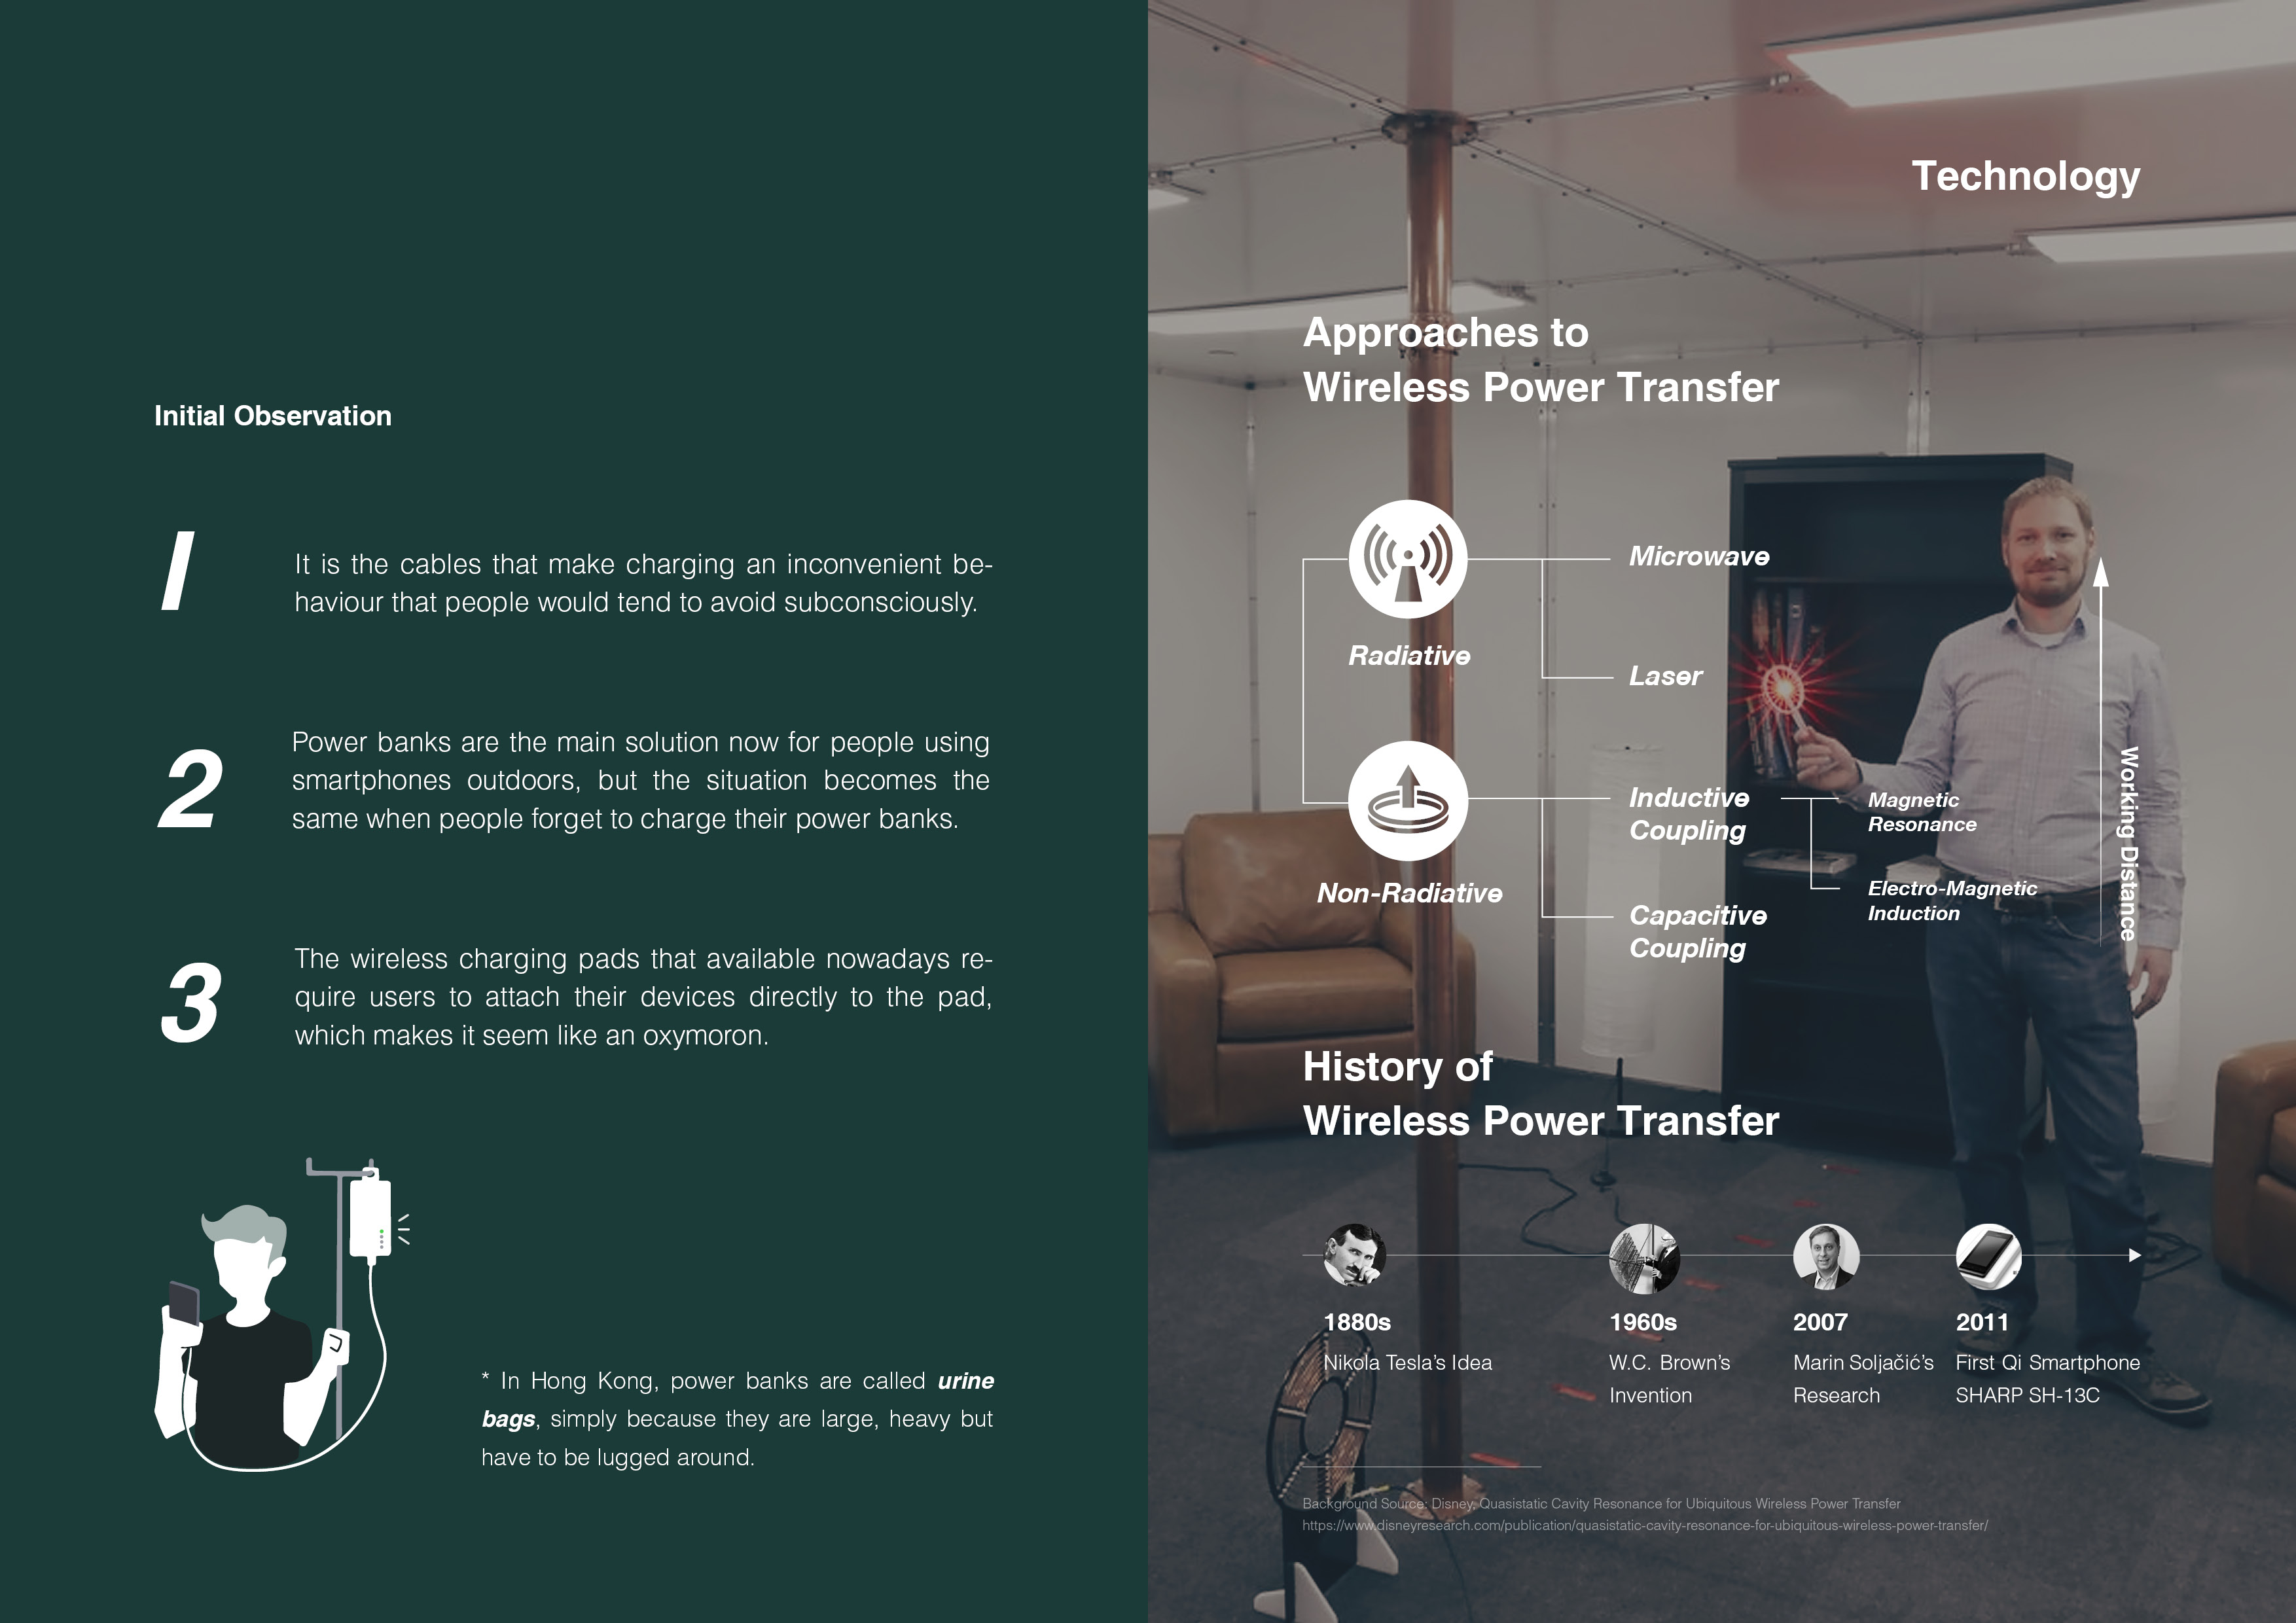 Initial Observation
1
It is the cables that make charging an inconvenient be-
haviour that people would tend to avoid subconsciously.
2
Power banks are the main solution now for people using
smartphones outdoors, but the situation becomes the
same when people forget to charge their power banks.
3
The wireless charging pads that available nowadays re-
quire users to attach their devices directly to the pad,
which makes it seem like an oxymoron.
* In Hong Kong, power banks are called urine
bags, simply because they are large, heavy but
have to be lugged around.
Technology
Approaches to
Wireless Power Transfer
Radiative
Microwave
Laser
Non-Radiative
Inductive
Coupling
Magnetic
Resonance
Electro-Magnetic
Induction
Capacitive
Coupling
Working Distance
History of
Wireless Power Transfer
1880s
Nikola Tesla's Idea
1960s
W.C. Brown's
Invention
2007
Marin Soljačić's
Research
2011
First Qi Smartphone
SHARP SH-13C
Background Source: Disney; Quasistatic Cavity Resonance for Ubiquitous Wireless Power Transfer
https://www.disneyresearch.com/publication/quasistatic-cavity-resonance-for-ubiquitous-wireless-power-transfer/